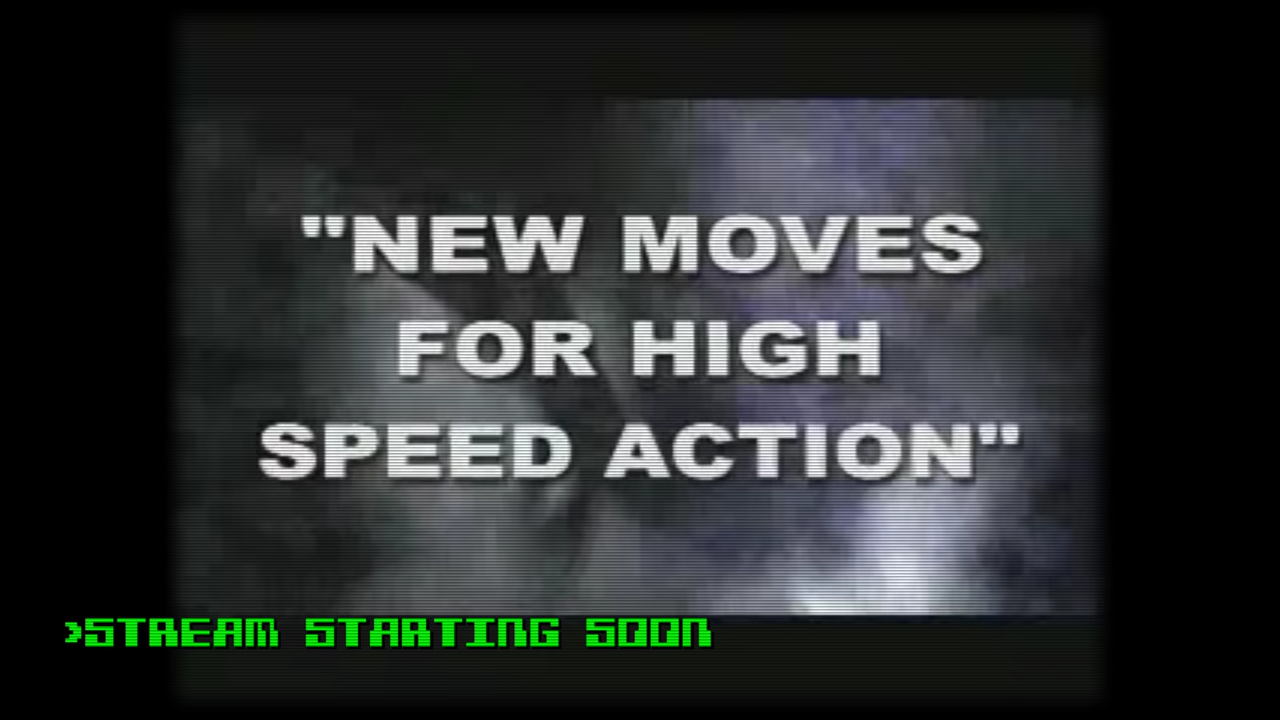 "NEW MOVES
FOR HIGH
SPEED ACTION"
>STREAM STARTING SOON